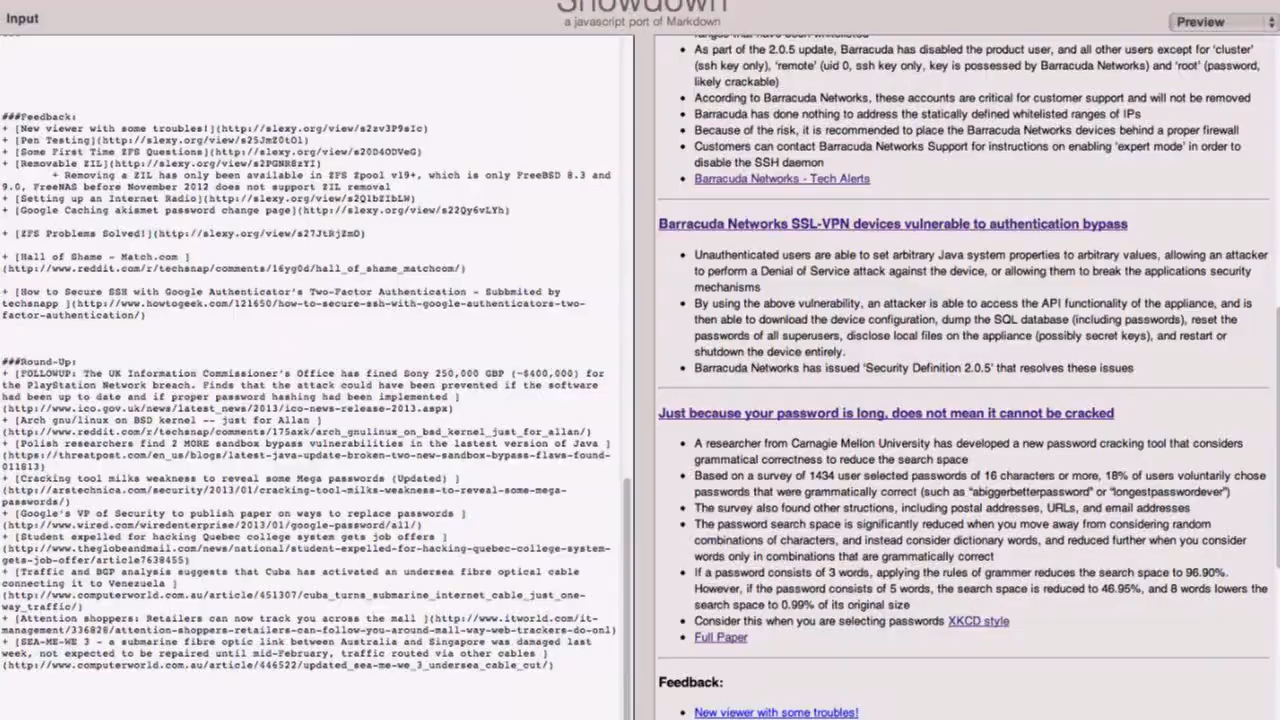 Showdown
a javascript port of Markdown
Input
Preview
###Feedback:
+ [New viewer with some troubles!](http://slexy.org/view/s2zv3P9sIc)
+ [Pen Testing](http://slexy.org/view/s25JmZ0tOl)
+ [Some First Time ZFS Questions](http://slexy.org/view/s20D4ODVeG)
+ [Removable ZIL](http://slexy.org/view/s2PGNR8zYI)
+ Removing a ZIL has only been available in ZFS Zpool v19+, which is only FreeBSD 8.3 and
9.0, FreeNAS before November 2012 does not support ZIL removal
+ [Setting up an Internet Radio](http://slexy.org/view/s2QlbZIbLW)
+ [Google Caching akismet password change page](http://slexy.org/view/s22Qy6vLYh)
+ [ZFS Problems Solved!](http://slexy.org/view/s27JtRjZmO)
+ [Hall of Shame - Match.com ]
(http://www.reddit.com/r/techsnap/comments/16yg0d/hall_of_shame_matchcom/)
+ [How to Secure SSH with Google Authenticator's Two-Factor Authentication - Subbmited by
techsnapp ](http://www.howtogeek.com/121650/how-to-secure-ssh-with-google-authenticators-two-
factor-authentication/)
###Round-Up:
+ [FOLLOWUP: The UK Information Commissioner's Office has fined Sony 250,000 GBP (~$400,000) for
the PlayStation Network breach. Finds that the attack could have been prevented if the software
had been up to date and if proper password hashing had been implemented ]
(http://www.ico.gov.uk/news/latest_news/2013/ico-news-release-2013.aspx)
+ [Arch gnu/linux on BSD kernel -- just for Allan ]
(http://www.reddit.com/r/techsnap/comments/175axk/arch_gnulinux_on_bsd_kernel_just_for_allan/)
+ [Polish researchers find 2 MORE sandbox bypass vulnerabilities in the lastest version of Java ]
(https://threatpost.com/en_us/blogs/latest-java-update-broken-two-new-sandbox-bypass-flaws-found-
011813)
+ [Cracking tool milks weakness to reveal some Mega passwords (Updated) ]
(http://arstechnica.com/security/2013/01/cracking-tool-milks-weakness-to-reveal-some-mega-
passwords/)
+ [Google's VP of Security to publish paper on ways to replace passwords ]
(http://www.wired.com/wiredenterprise/2013/01/google-password/all/)
+ [Student expelled for hacking Quebec college system gets job offers ]
(http://www.theglobeandmail.com/news/national/student-expelled-for-hacking-quebec-college-system-
gets-job-offer/article7638455)
+ [Traffic and BGP analysis suggests that Cuba has activated an undersea fibre optical cable
connecting it to Venezuela ]
(http://www.computerworld.com.au/article/451307/cuba_turns_submarine_internet_cable_just_one-
way_traffic/)
+ [Attention shoppers: Retailers can now track you across the mall ](http://www.itworld.com/it-
management/336828/attention-shoppers-retailers-can-follow-you-around-mall-way-web-trackers-do-onl)
+ [SEA-ME-WE 3 - a submarine fibre optic link between Australia and Singapore was damaged last
week, not expected to be repaired until mid-February, traffic routed via other cables ]
(http://www.computerworld.com.au/article/446522/updated_sea-me-we_3_undersea_cable_cut/)
ranges that have been whitelisted
As part of the 2.0.5 update, Barracuda has disabled the product user, and all other users except for 'cluster'
(ssh key only), 'remote' (uid 0, ssh key only, key is possessed by Barracuda Networks) and 'root' (password,
likely crackable)
According to Barracuda Networks, these accounts are critical for customer support and will not be removed
Barracuda has done nothing to address the statically defined whitelisted ranges of IPs
Because of the risk, it is recommended to place the Barracuda Networks devices behind a proper firewall
Customers can contact Barracuda Networks Support for instructions on enabling 'expert mode' in order to
disable the SSH daemon
Barracuda Networks - Tech Alerts
Barracuda Networks SSL-VPN devices vulnerable to authentication bypass
Unauthenticated users are able to set arbitrary Java system properties to arbitrary values, allowing an attacker
to perform a Denial of Service attack against the device, or allowing them to break the applications security
mechanisms
By using the above vulnerability, an attacker is able to access the API functionality of the appliance, and is
then able to download the device configuration, dump the SQL database (including passwords), reset the
passwords of all superusers, disclose local files on the appliance (possibly secret keys), and restart or
shutdown the device entirely.
Barracuda Networks has issued 'Security Definition 2.0.5' that resolves these issues
Just because your password is long, does not mean it cannot be cracked
A researcher from Carnagie Mellon University has developed a new password cracking tool that considers
grammatical correctness to reduce the search space
Based on a survey of 1434 user selected passwords of 16 characters or more, 18% of users voluntarily chose
passwords that were grammatically correct (such as "abiggerbetterpassword" or "longestpasswordever")
The survey also found other structions, including postal addresses, URLs, and email addresses
The password search space is significantly reduced when you move away from considering random
combinations of characters, and instead consider dictionary words, and reduced further when you consider
words only in combinations that are grammatically correct
If a password consists of 3 words, applying the rules of grammer reduces the search space to 96.90%.
However, if the password consists of 5 words, the search space is reduced to 46.95%, and 8 words lowers the
search space to 0.99% of its original size
Consider this when you are selecting passwords XKCD style
Full Paper
Feedback:
New viewer with some troubles!